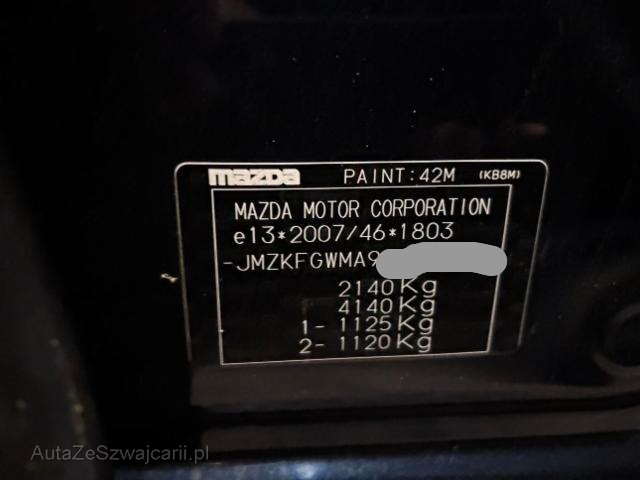 mazda PAINT:42M (KB8M)
MAZDA MOTOR CORPORATION
e13*2007/46*1803
-JMZKFGWMA9
2140Kg
4140Kg
1- 1125Kg
2- 1120Kg
AutaZeSzwajcarii.pl